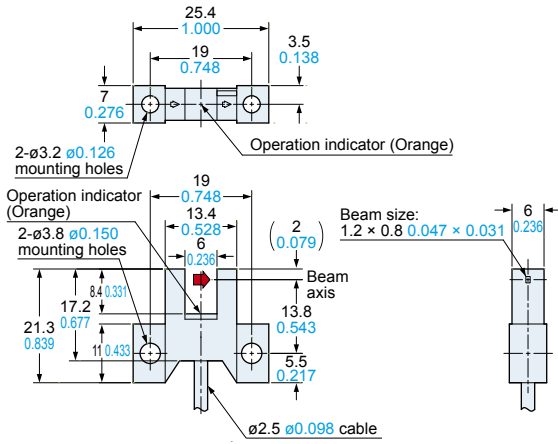 25.4
1.000
19
0.748
3.5
0.138
7
0.276
2-ø3.2 ø0.126
mounting holes
Operation indicator (Orange)
Operation indicator
(Orange)
2-ø3.8 ø0.150
mounting holes
19
0.748
13.4
0.528
6
0.236
( 2
0.079 )
Beam
axis
8.4 0.331
17.2
0.677
21.3
0.839
11 0.433
13.8
0.543
5.5
0.217
ø2.5 ø0.098 cable
Beam size:
1.2 × 0.8 0.047 × 0.031
6
0.236